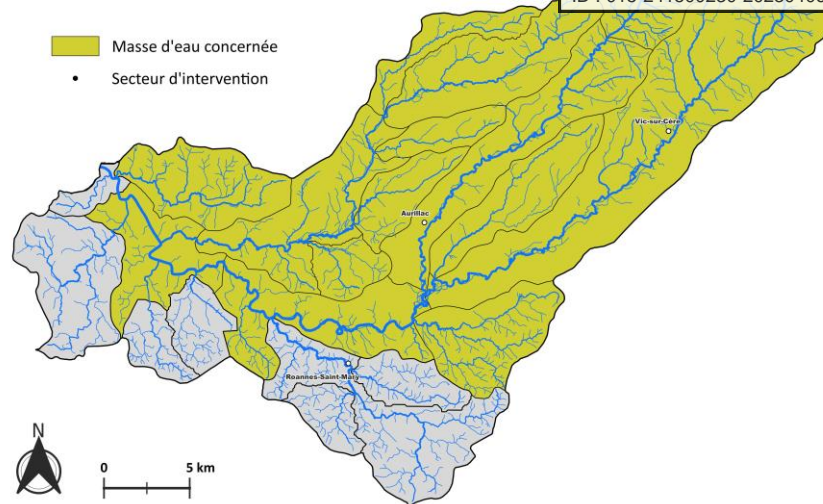 Masse d'eau concernée
Secteur d'intervention
Vic-sur-Cère
Aurillac
Roannes-Saint-Mary
N
0 5 km